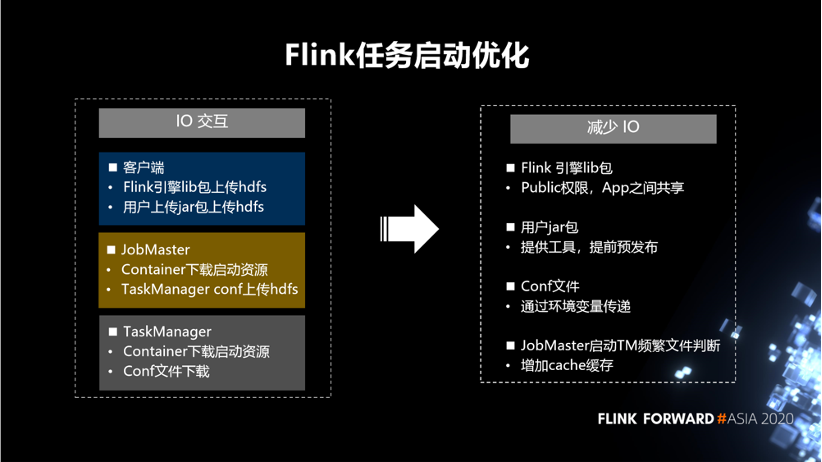 Flink任务启动优化
IO 交互
■ 客户端
• Flink引擎lib包上传hdfs
• 用户上传jar包上传hdfs
■ JobMaster
• Container下载启动资源
• TaskManager conf上传hdfs
■ TaskManager
• Container下载启动资源
• Conf文件下载
减少 IO
■ Flink 引擎lib包
• Public权限，App之间共享
■ 用户jar包
• 提供工具，提前预发布
■ Conf文件
• 通过环境变量传递
■ JobMaster启动TM频繁文件判断
• 增加cache缓存
FLINK FORWARD #ASIA 2020